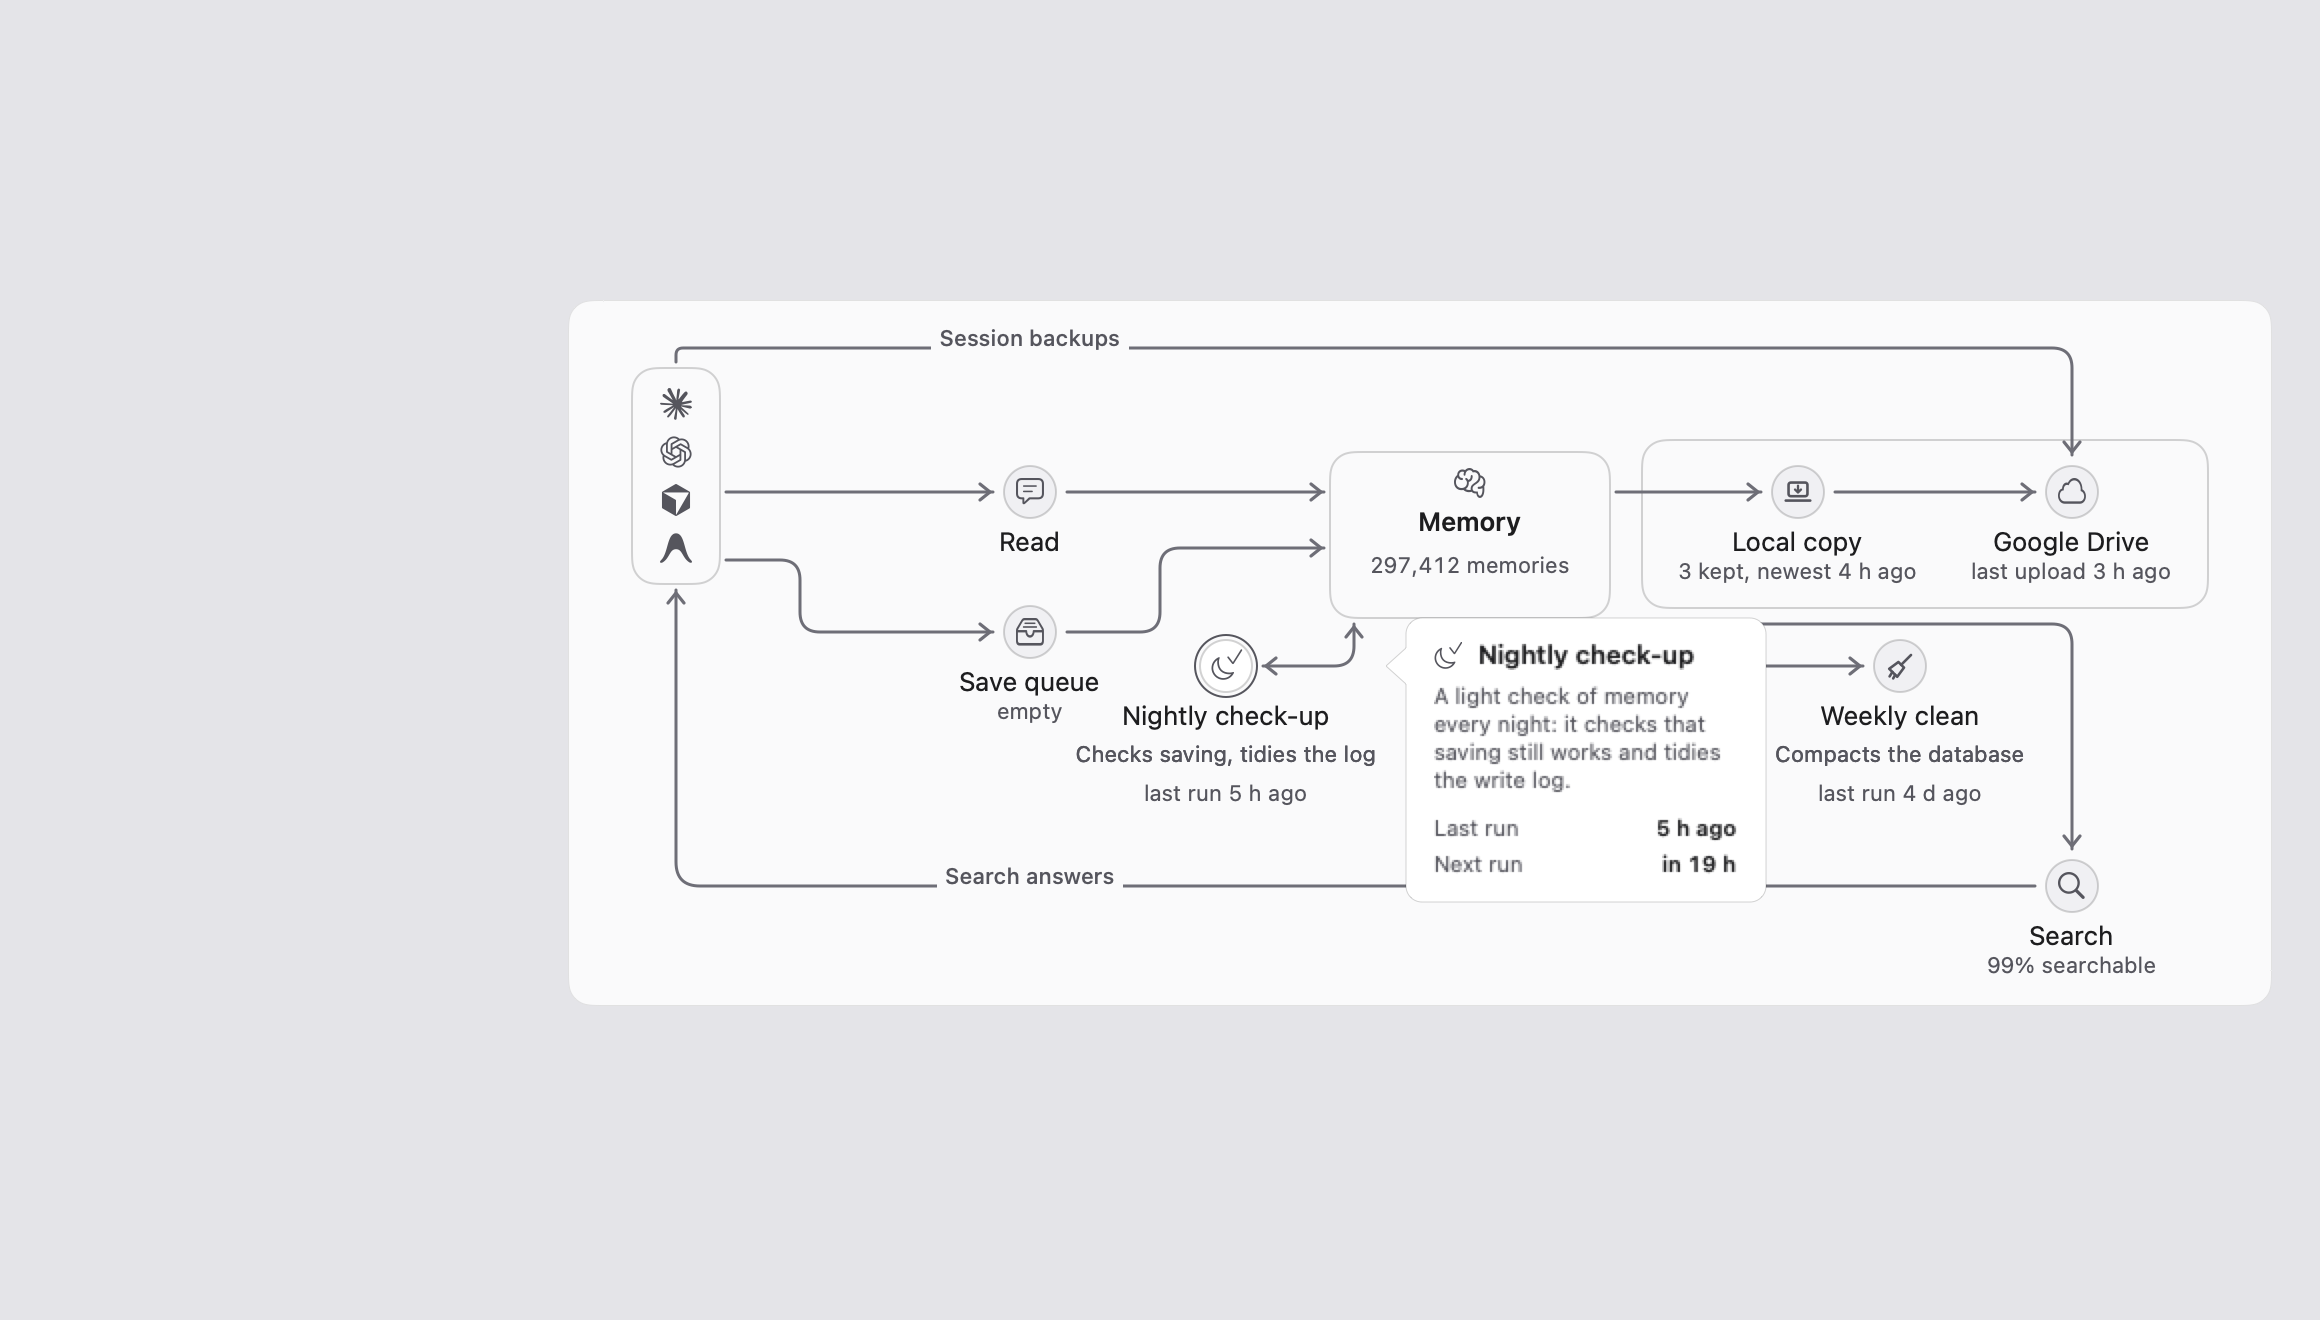 Session backups
Read
Memory
297,412 memories
Local copy
3 kept, newest 4 h ago
Google Drive
last upload 3 h ago
Save queue
empty
Nightly check-up
Checks saving, tidies the log
last run 5 h ago
Nightly check-up
A light check of memory
every night: it checks that
saving still works and tidies
the write log.
Last run 5 h ago
Next run in 19 h
Weekly clean
Compacts the database
last run 4 d ago
Search answers
Search
99% searchable